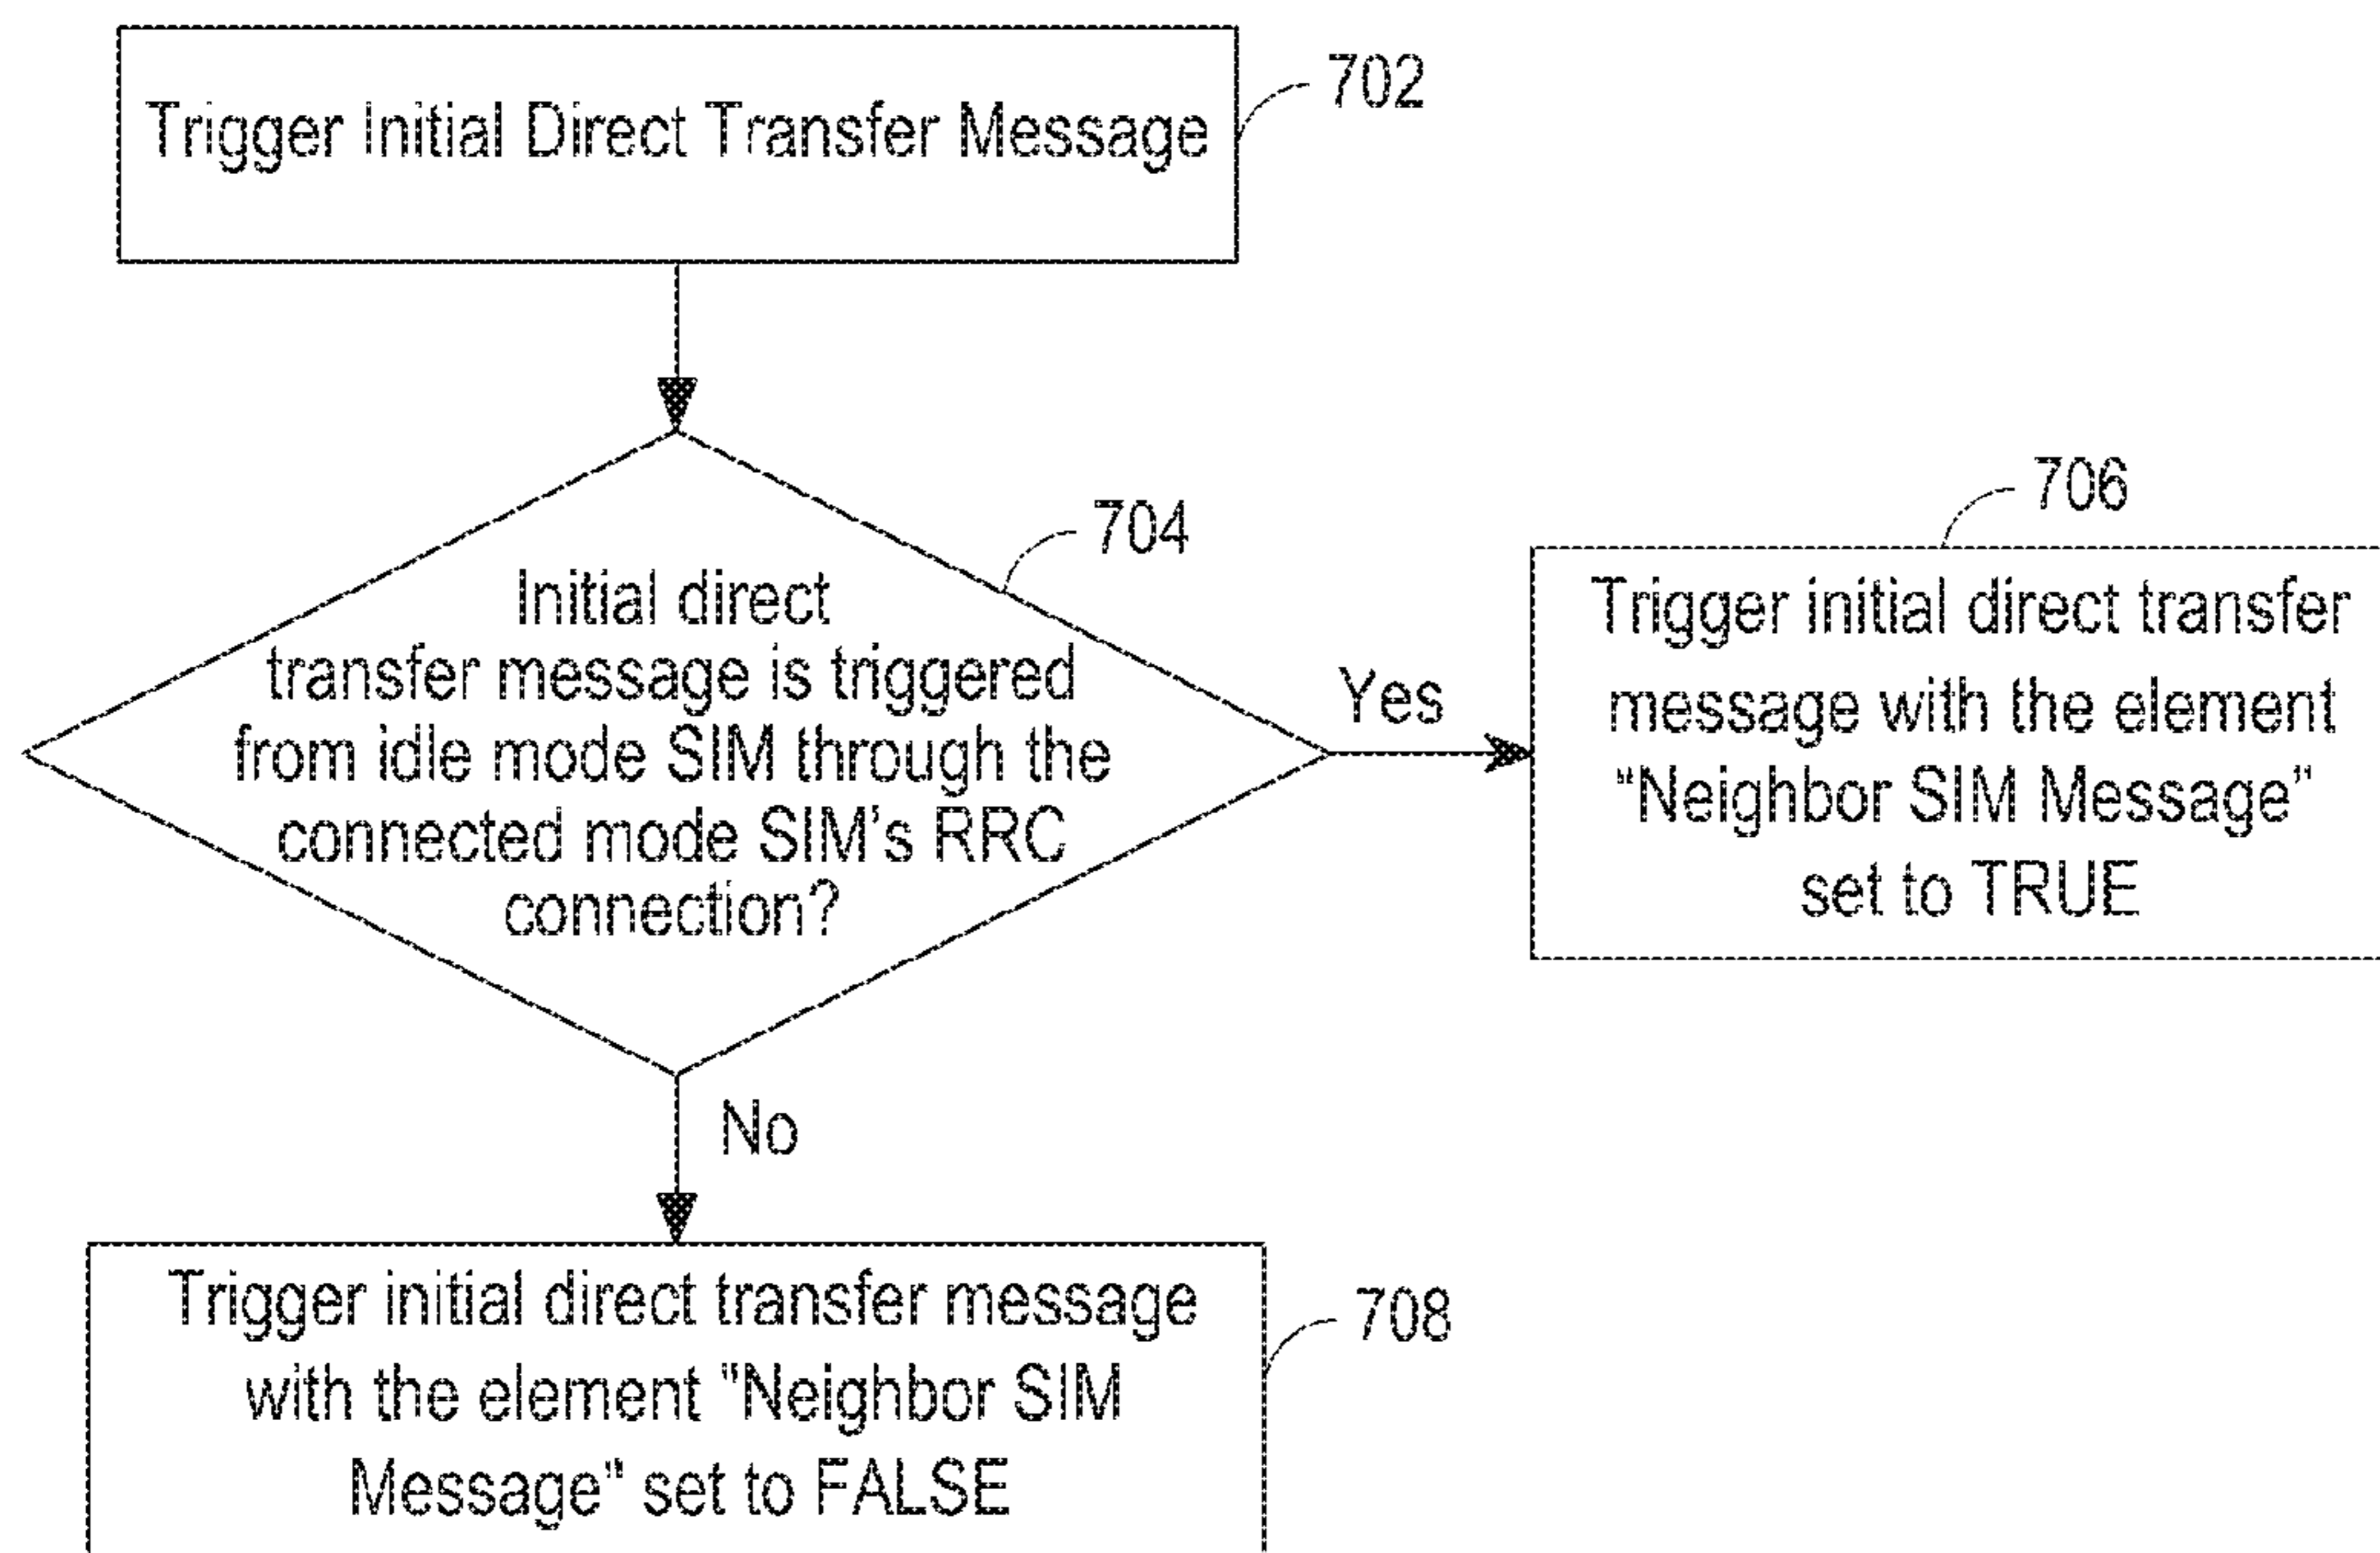 Trigger Initial Direct Transfer Message
702
704
Initial direct
transfer message is triggered
from idle mode SIM through the
connected mode SIM's RRC
connection?
Yes
706
Trigger initial direct transfer
message with the element
“Neighbor SIM Message”
set to TRUE
No
Trigger initial direct transfer message
with the element "Neighbor SIM
Message" set to FALSE
708